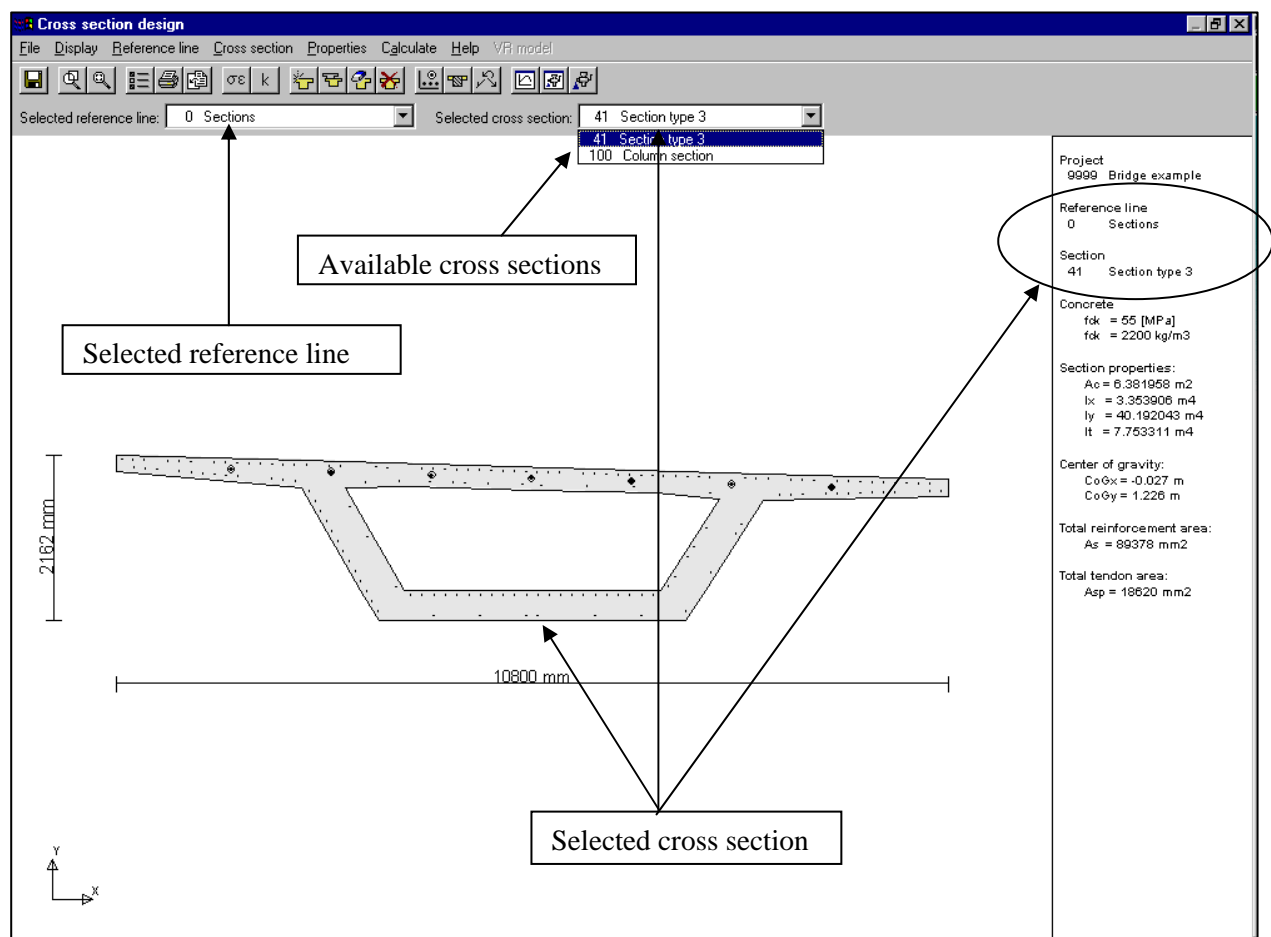 Cross section design
File Display Reference line Cross section Properties Calculate Help VR model
σε k
Selected reference line: 0 Sections Selected cross section: 41 Section type 3
41 Section type 3
100 Column section
Available cross sections
Selected reference line
Project
9999 Bridge example
Reference line
0 Sections
Section
41 Section type 3
Concrete
fck = 55 [MPa]
fck = 2200 kg/m3
Section properties:
Ac = 6.381958 m2
Ix = 3.353906 m4
Iy = 40.192043 m4
It = 7.753311 m4
Center of gravity:
CoGx = -0.027 m
CoGy = 1.226 m
Total reinforcement area:
As = 89378 mm2
Total tendon area:
Asp = 18620 mm2
2162 mm
10800 mm
Selected cross section
Y
X